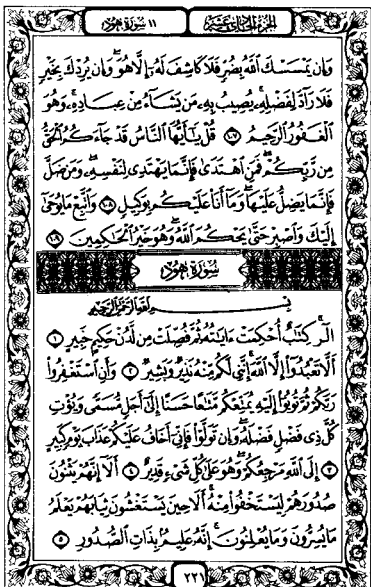 الجزء الحادي عشر ١١ سورة هود
وَإِن يَمْسَسْكَ ٱللَّهُ بِضُرٍّ فَلَا كَاشِفَ لَهُۥٓ إِلَّا هُوَ ۖ وَإِن يُرِدْكَ بِخَيْرٍ
فَلَا رَآدَّ لِفَضْلِهِۦ ۚ يُصِيبُ بِهِۦ مَن يَشَآءُ مِنْ عِبَادِهِۦ ۚ وَهُوَ
ٱلْغَفُورُ ٱلرَّحِيمُ ١٠٧ قُلْ يَٰٓأَيُّهَا ٱلنَّاسُ قَدْ جَآءَكُمُ ٱلْحَقُّ
مِن رَّبِّكُمْ ۖ فَمَنِ ٱهْتَدَىٰ فَإِنَّمَا يَهْتَدِى لِنَفْسِهِۦ ۖ وَمَن ضَلَّ
فَإِنَّمَا يَضِلُّ عَلَيْهَا ۖ وَمَآ أَنَا۠ عَلَيْكُم بِوَكِيلٍ ١٠٨ وَٱتَّبِعْ مَا يُوحَىٰٓ
إِلَيْكَ وَٱصْبِرْ حَتَّىٰ يَحْكُمَ ٱللَّهُ ۚ وَهُوَ خَيْرُ ٱلْحَٰكِمِينَ ١٠٩
سُورَةُ هُودٍ
بِسْمِ ٱللَّهِ ٱلرَّحْمَٰنِ ٱلرَّحِيمِ
الٓر ۚ كِتَٰبٌ أُحْكِمَتْ ءَايَٰتُهُۥ ثُمَّ فُصِّلَتْ مِن لَّدُنْ حَكِيمٍ خَبِيرٍ ١
أَلَّا تَعْبُدُوٓا۟ إِلَّا ٱللَّهَ ۚ إِنَّنِى لَكُم مِّنْهُ نَذِيرٌ وَبَشِيرٌ ٢ وَأَنِ ٱسْتَغْفِرُوا۟
رَبَّكُمْ ثُمَّ تُوبُوٓا۟ إِلَيْهِ يُمَتِّعْكُم مَّتَٰعًا حَسَنًا إِلَىٰٓ أَجَلٍ مُّسَمًّى وَيُؤْتِ
كُلَّ ذِى فَضْلٍ فَضْلَهُۥ ۖ وَإِن تَوَلَّوْا۟ فَإِنِّىٓ أَخَافُ عَلَيْكُمْ عَذَابَ يَوْمٍ كَبِيرٍ
٣ إِلَى ٱللَّهِ مَرْجِعُكُمْ ۖ وَهُوَ عَلَىٰ كُلِّ شَىْءٍ قَدِيرٌ ٤ أَلَآ إِنَّهُمْ يَثْنُونَ
صُدُورَهُمْ لِيَسْتَخْفُوا۟ مِنْهُ ۚ أَلَا حِينَ يَسْتَغْشُونَ ثِيَابَهُمْ يَعْلَمُ
مَا يُسِرُّونَ وَمَا يُعْلِنُونَ ۚ إِنَّهُۥ عَلِيمٌۢ بِذَاتِ ٱلصُّدُورِ ٥
٢٢١